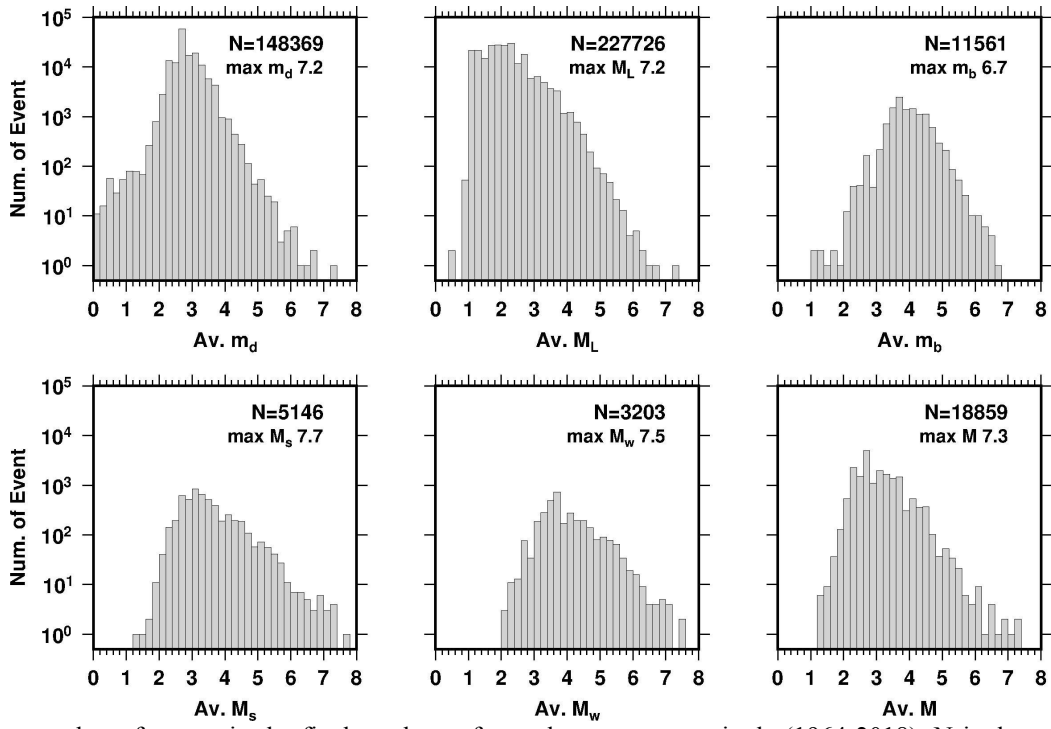 10⁵
10⁴
10³
10²
10¹
10⁰
Num. of Event
N=148369
max m_d 7.2
0 1 2 3 4 5 6 7 8
Av. m_d
N=227726
max M_L 7.2
0 1 2 3 4 5 6 7 8
Av. M_L
N=11561
max m_b 6.7
0 1 2 3 4 5 6 7 8
Av. m_b
10⁵
10⁴
10³
10²
10¹
10⁰
Num. of Event
N=5146
max M_s 7.7
0 1 2 3 4 5 6 7 8
Av. M_s
N=3203
max M_w 7.5
0 1 2 3 4 5 6 7 8
Av. M_w
N=18859
max M 7.3
0 1 2 3 4 5 6 7 8
Av. M